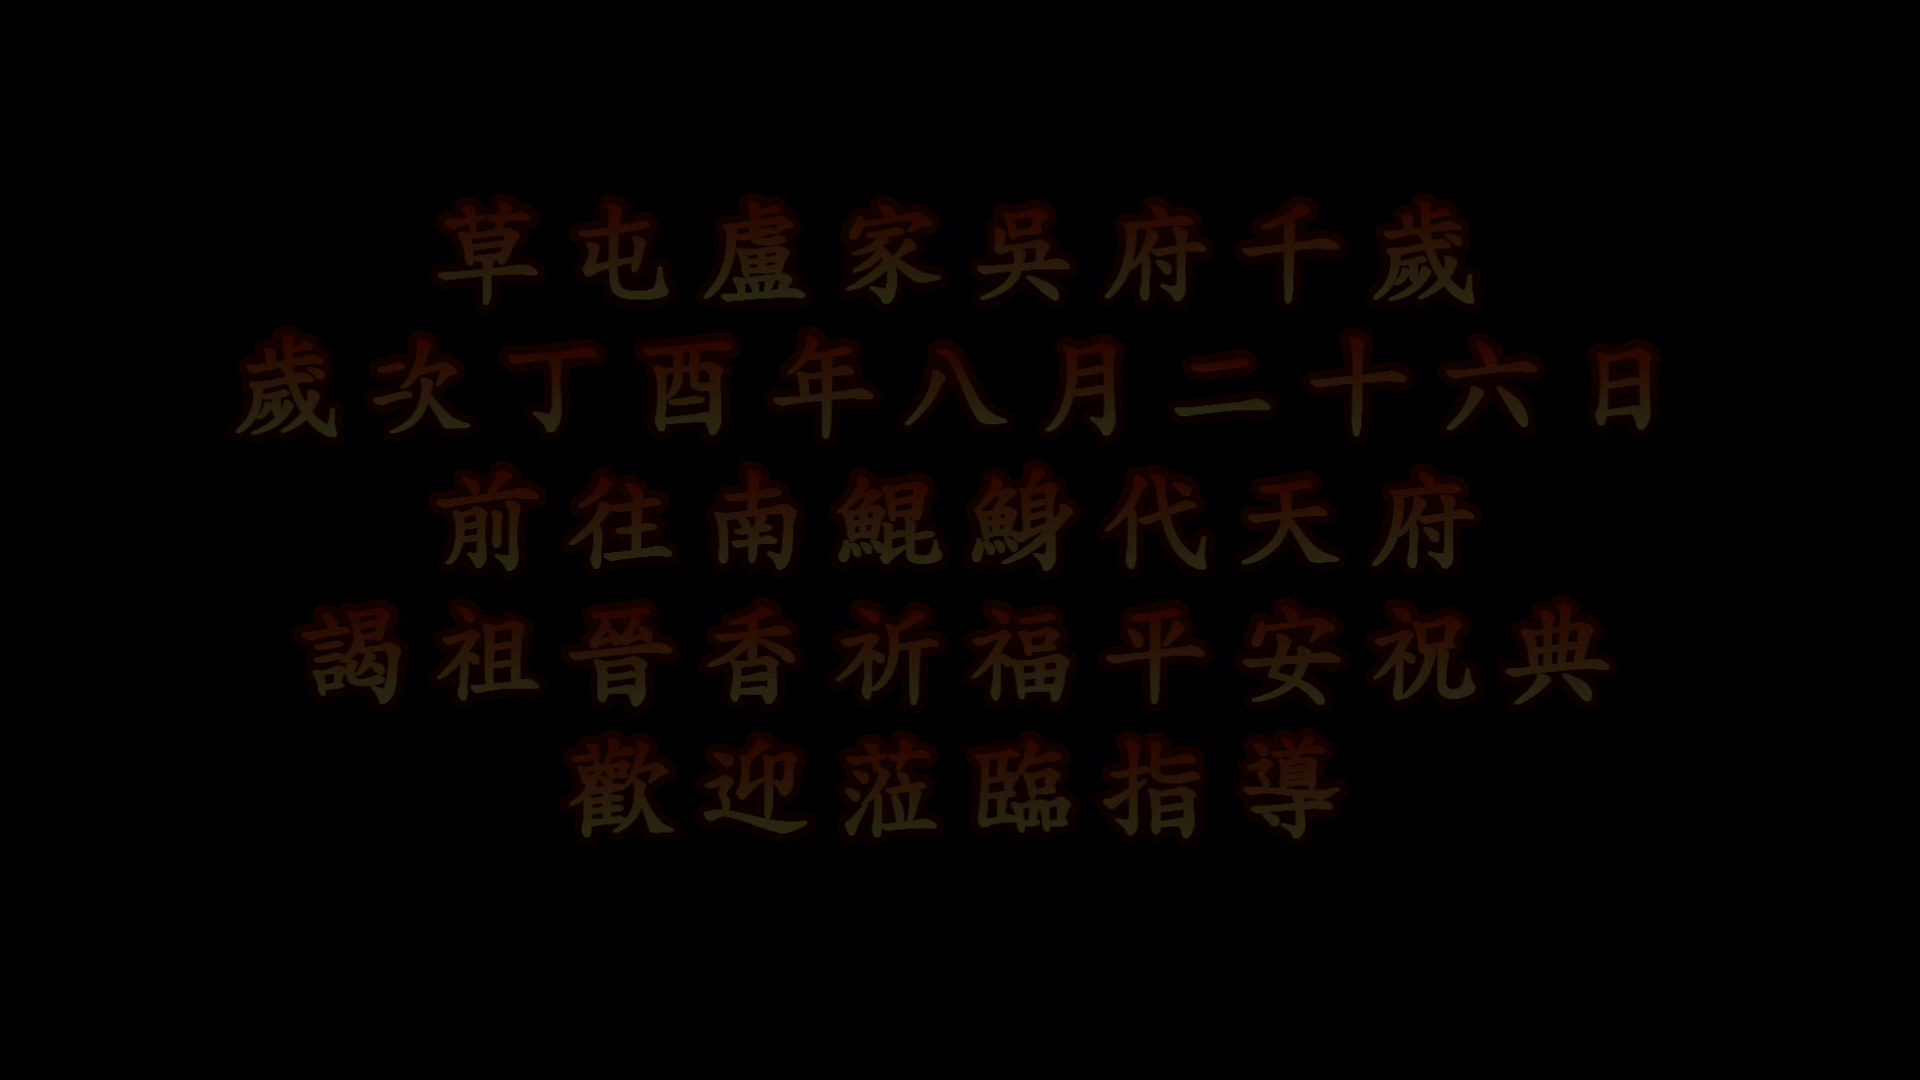 草屯盧家吳府千歲
歲次丁酉年八月二十六日
前往南鯤鯓代天府
謁祖晉香祈福平安祝典
歡迎蒞臨指導